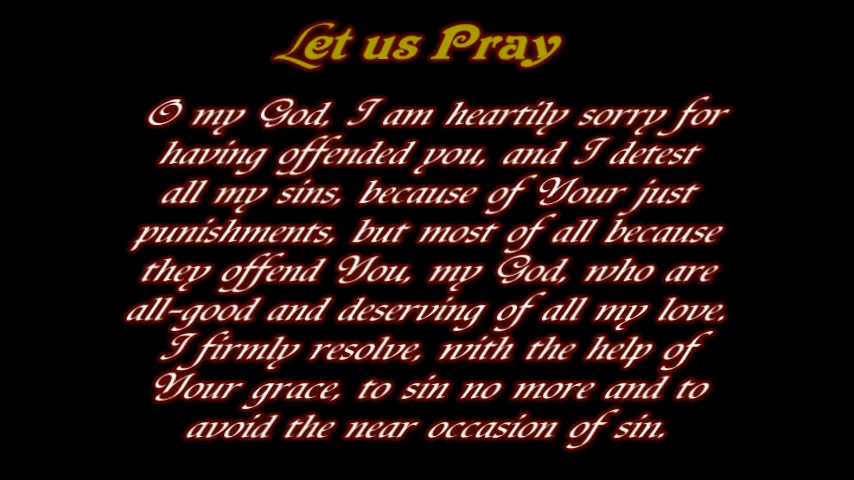 Let us Pray
O my God, I am heartily sorry for
having offended you, and I detest
all my sins, because of Your just
punishments, but most of all because
they offend You, my God, who are
all-good and deserving of all my love.
I firmly resolve, with the help of
Your grace, to sin no more and to
avoid the near occasion of sin.